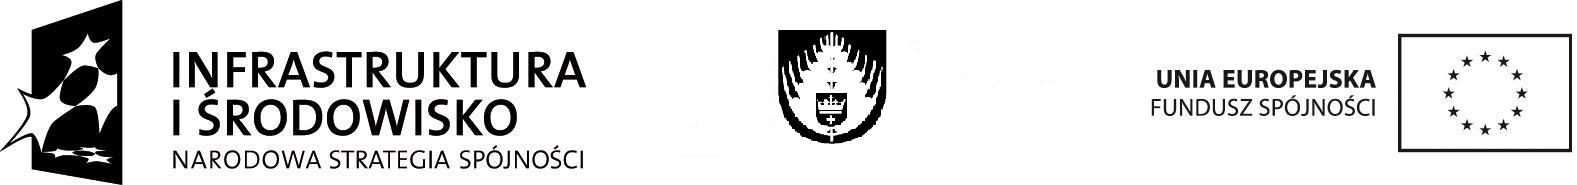 INFRASTRUKTURA
I ŚRODOWISKO
NARODOWA STRATEGIA SPÓJNOŚCI
UNIA EUROPEJSKA
FUNDUSZ SPÓJNOŚCI